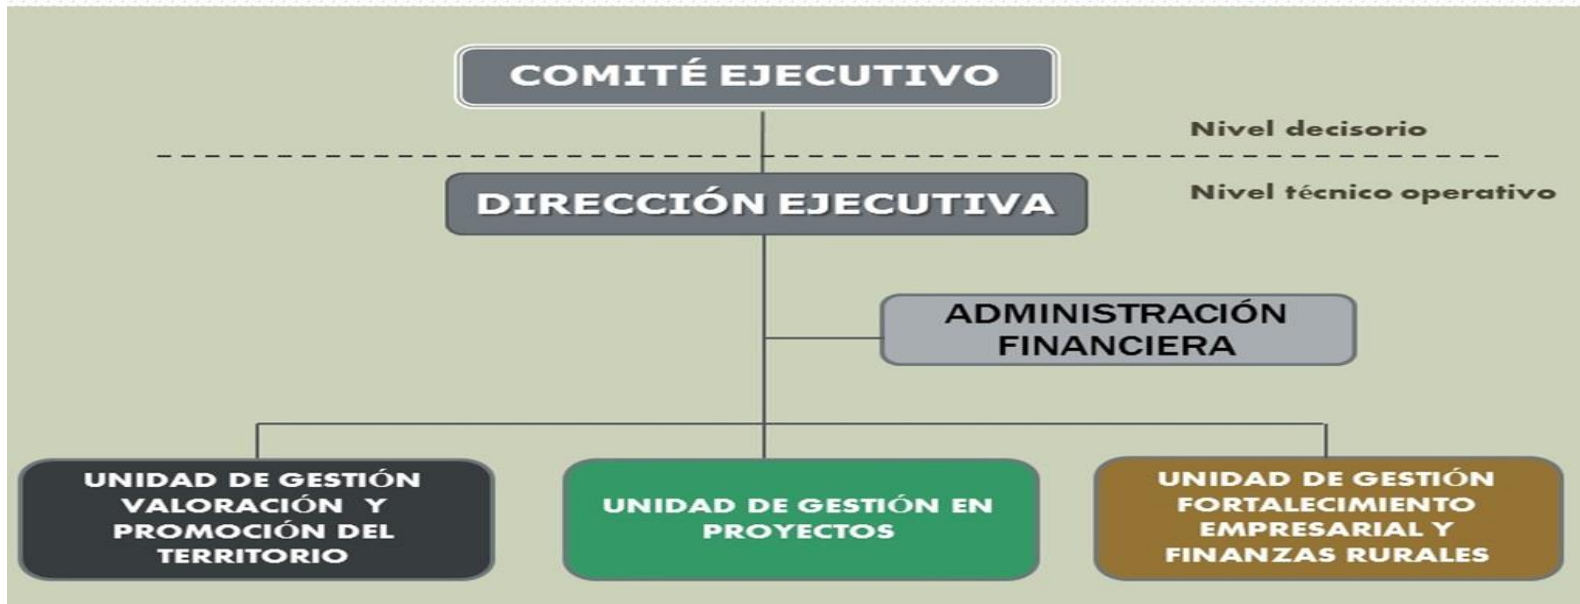 COMITÉ EJECUTIVO
Nivel decisorio
DIRECCIÓN EJECUTIVA
Nivel técnico operativo
ADMINISTRACIÓN
FINANCIERA
UNIDAD DE GESTIÓN
VALORACIÓN Y
PROMOCIÓN DEL
TERRITORIO
UNIDAD DE GESTIÓN EN
PROYECTOS
UNIDAD DE GESTIÓN
FORTALECIMIENTO
EMPRESARIAL Y
FINANZAS RURALES